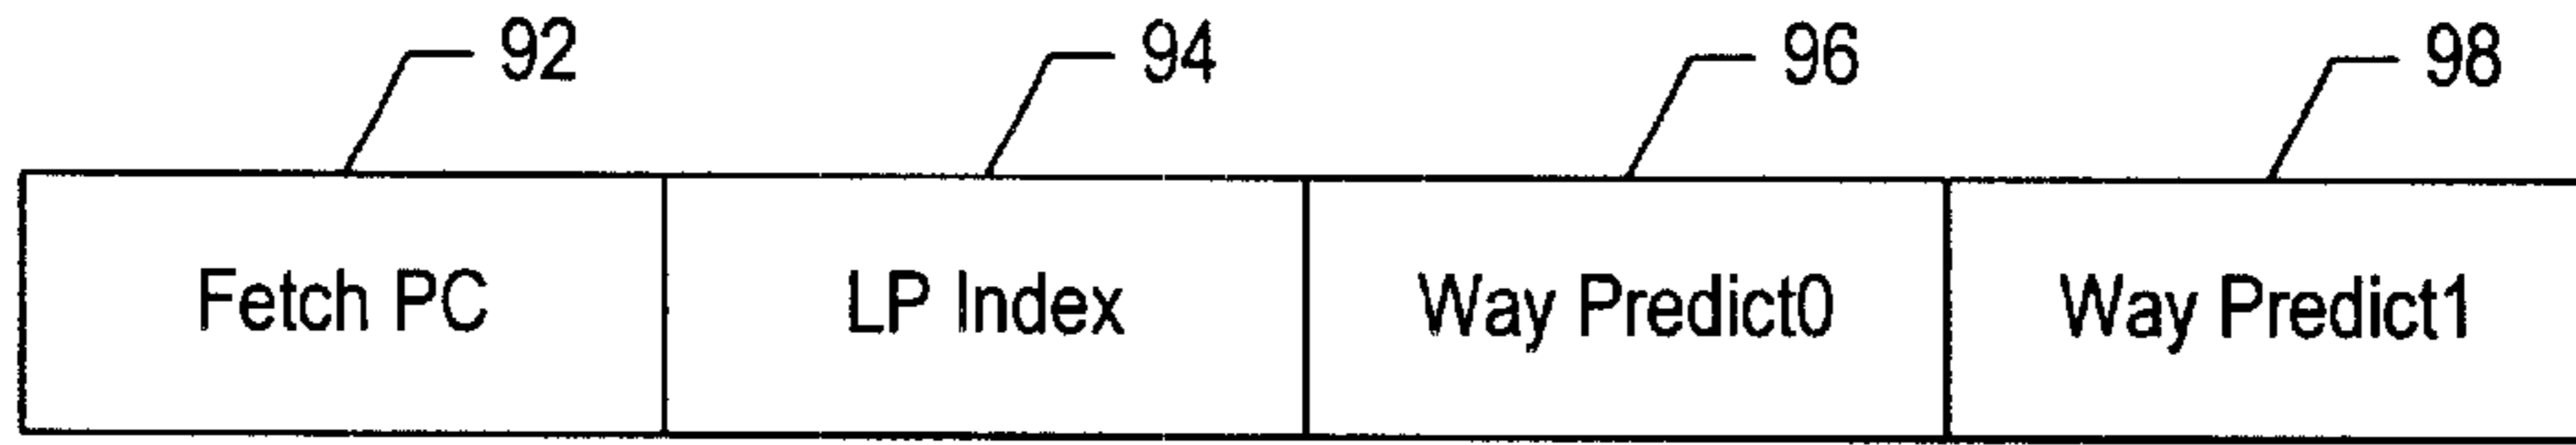 92 94 96 98
Fetch PC LP Index Way Predict0 Way Predict1